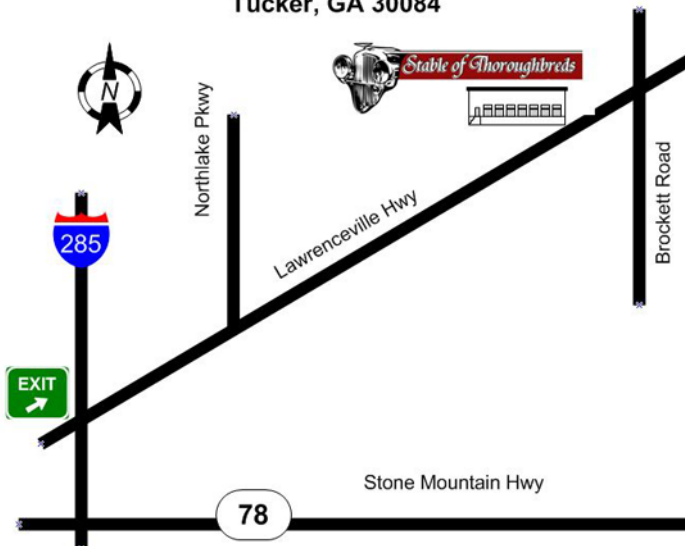 Tucker, GA 30084
N
Stable of Thoroughbreds
Northlake Pkwy
Lawrenceville Hwy
Brockett Road
285
EXIT
Stone Mountain Hwy
78